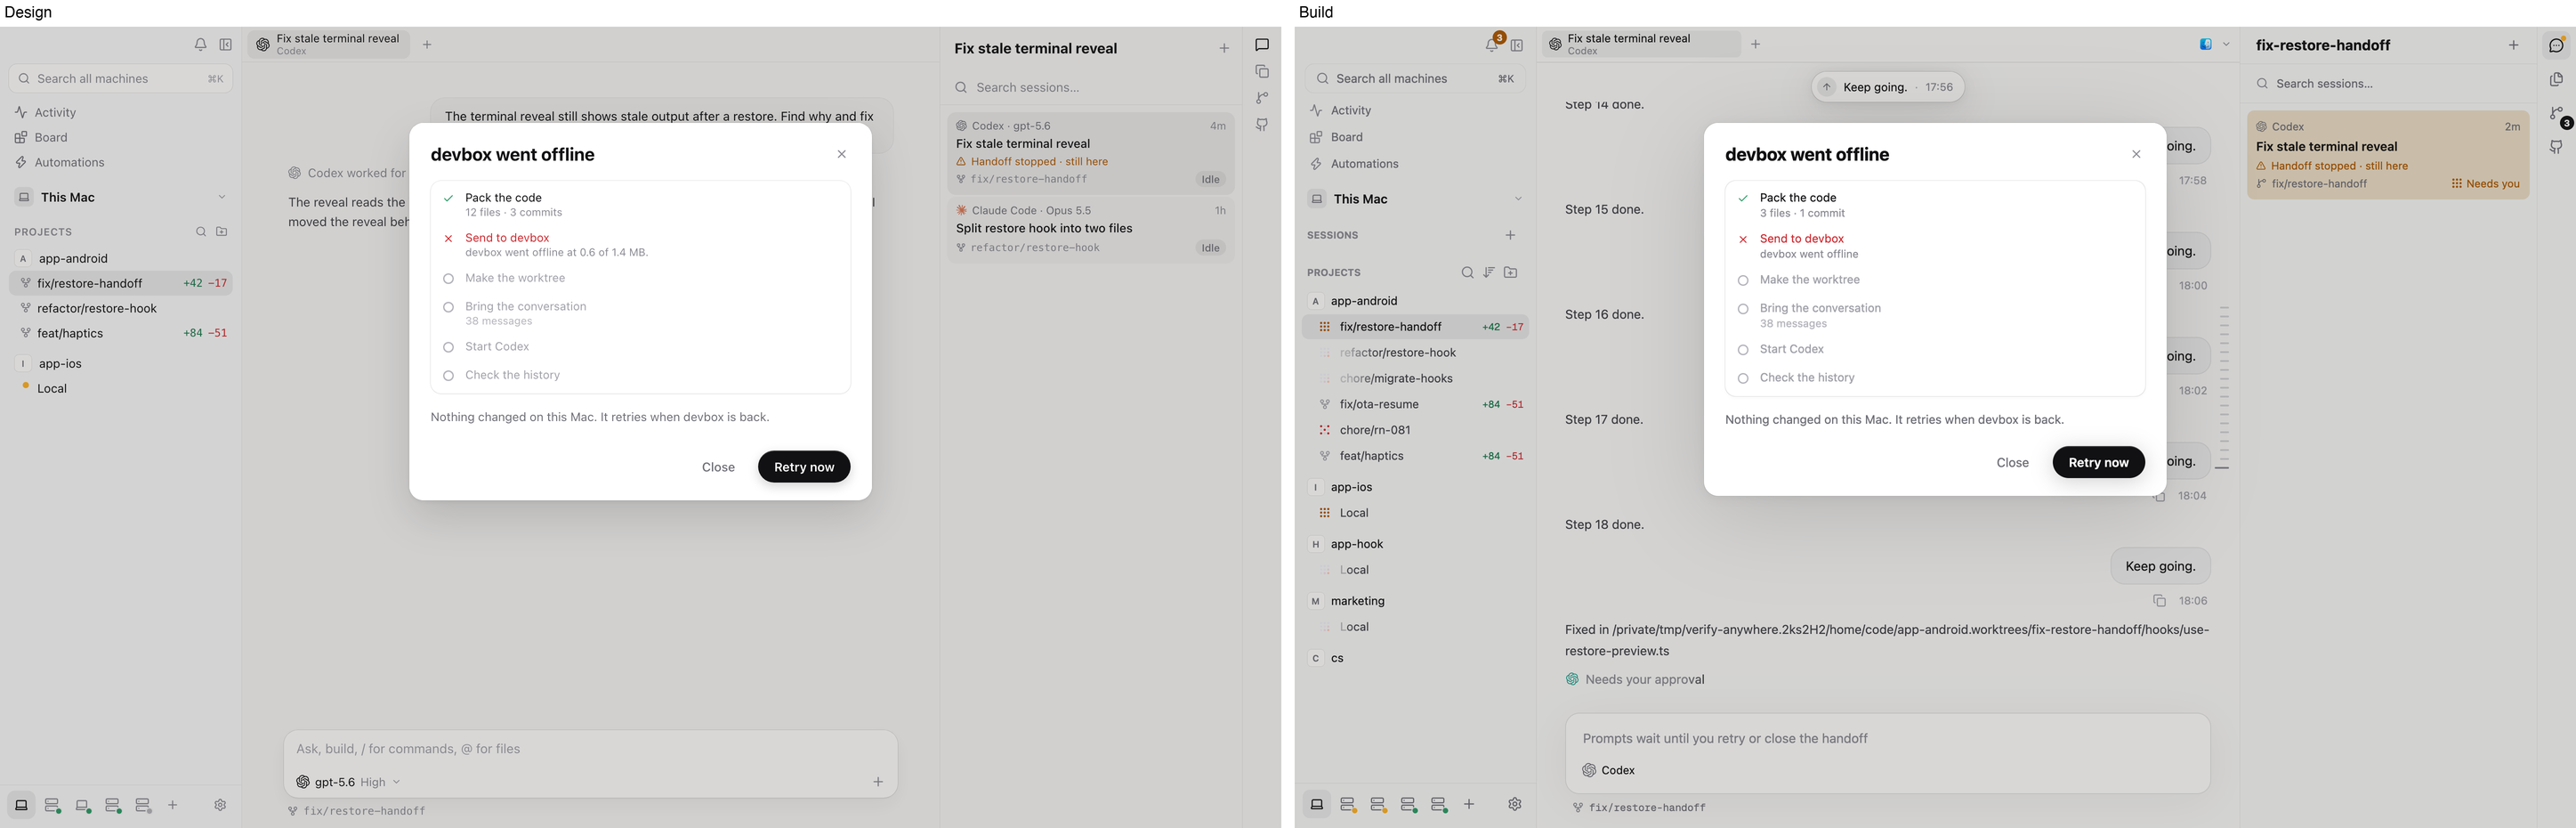 Design
Search all machines
⌘K
Activity
Board
Automations
This Mac
PROJECTS
A app-android
fix/restore-handoff +42 −17
refactor/restore-hook
feat/haptics +84 −51
I app-ios
Local
Fix stale terminal reveal
Codex
The terminal reveal still shows stale output after a restore. Find why and fix
Codex worked for
The reveal reads the
moved the reveal beh
devbox went offline
Pack the code
12 files · 3 commits
Send to devbox
devbox went offline at 0.6 of 1.4 MB.
Make the worktree
Bring the conversation
38 messages
Start Codex
Check the history
Nothing changed on this Mac. It retries when devbox is back.
Close
Retry now
Ask, build, / for commands, @ for files
gpt-5.6 High
fix/restore-handoff
Fix stale terminal reveal
Search sessions...
Codex · gpt-5.6 4m
Fix stale terminal reveal
Handoff stopped · still here
fix/restore-handoff Idle
Claude Code · Opus 5.5 1h
Split restore hook into two files
refactor/restore-hook Idle
Build
3
Search all machines
⌘K
Activity
Board
Automations
This Mac
SESSIONS
PROJECTS
A app-android
fix/restore-handoff +42 −17
refactor/restore-hook
chore/migrate-hooks
fix/ota-resume +84 −51
chore/rn-081
feat/haptics +84 −51
I app-ios
Local
H app-hook
Local
M marketing
Local
C cs
Fix stale terminal reveal
Codex
Keep going. · 17:56
Step 14 done.
oing.
17:58
Step 15 done.
oing.
18:00
Step 16 done.
oing.
18:02
Step 17 done.
oing.
18:04
Step 18 done.
Keep going.
18:06
Fixed in /private/tmp/verify-anywhere.2ks2H2/home/code/app-android.worktrees/fix-restore-handoff/hooks/use-
restore-preview.ts
Needs your approval
Prompts wait until you retry or close the handoff
Codex
fix/restore-handoff
devbox went offline
Pack the code
3 files · 1 commit
Send to devbox
devbox went offline
Make the worktree
Bring the conversation
38 messages
Start Codex
Check the history
Nothing changed on this Mac. It retries when devbox is back.
Close
Retry now
fix-restore-handoff
Search sessions...
Codex 2m
Fix stale terminal reveal
Handoff stopped · still here
fix/restore-handoff Needs you
3